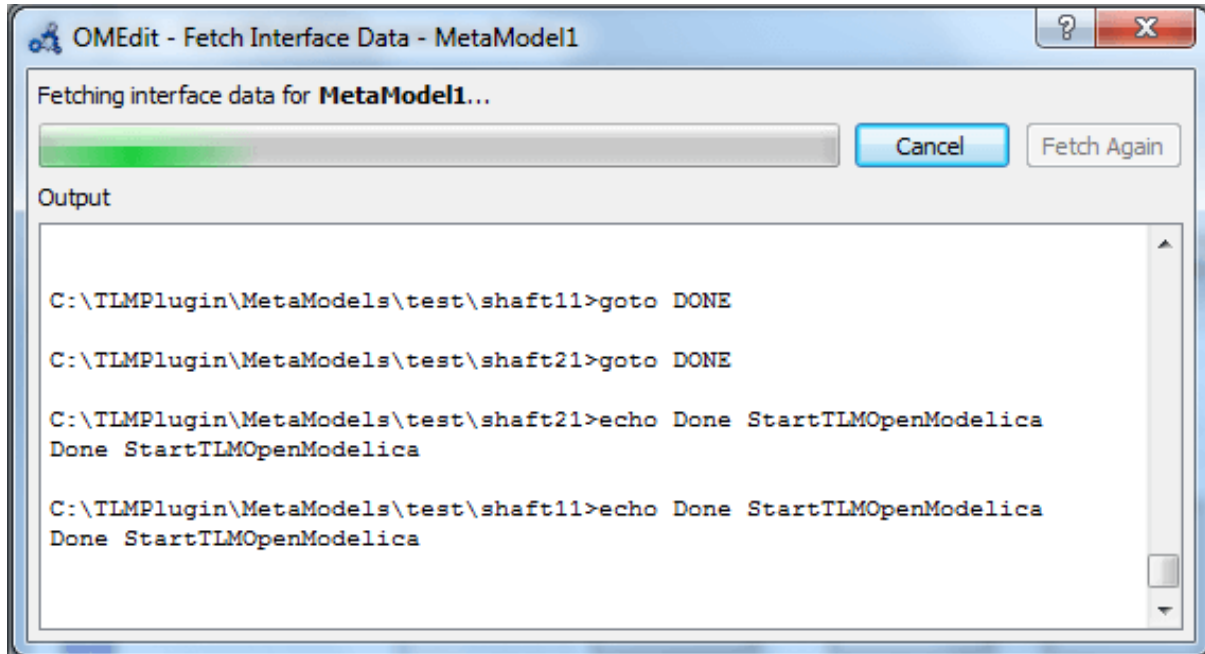 OMEdit - Fetch Interface Data - MetaModel1
Fetching interface data for MetaModel1...
Cancel
Fetch Again
Output
C:\TLMPlugin\MetaModels\test\shaft11>goto DONE
C:\TLMPlugin\MetaModels\test\shaft21>goto DONE
C:\TLMPlugin\MetaModels\test\shaft21>echo Done StartTLMOpenModelica
Done StartTLMOpenModelica
C:\TLMPlugin\MetaModels\test\shaft11>echo Done StartTLMOpenModelica
Done StartTLMOpenModelica